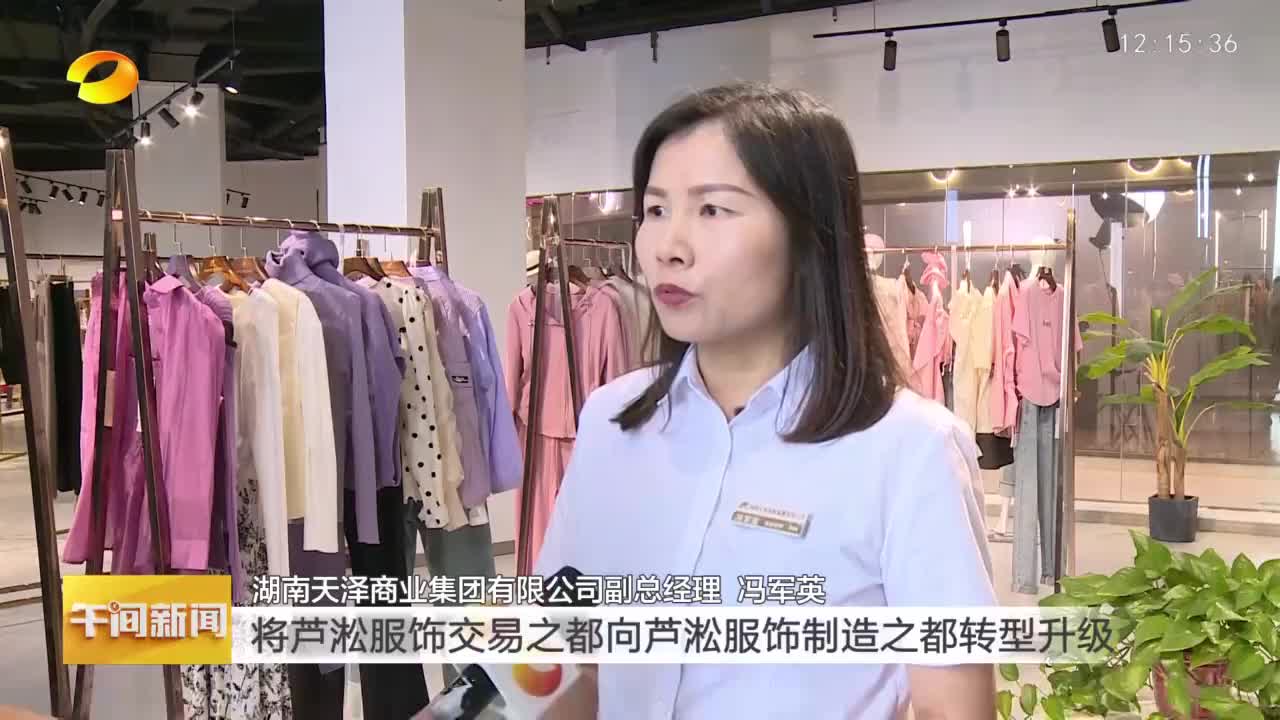 12:15:36
湖南天泽商业集团有限公司副总经理 冯军英
午间新闻
将芦淞服饰交易之都向芦淞服饰制造之都转型升级